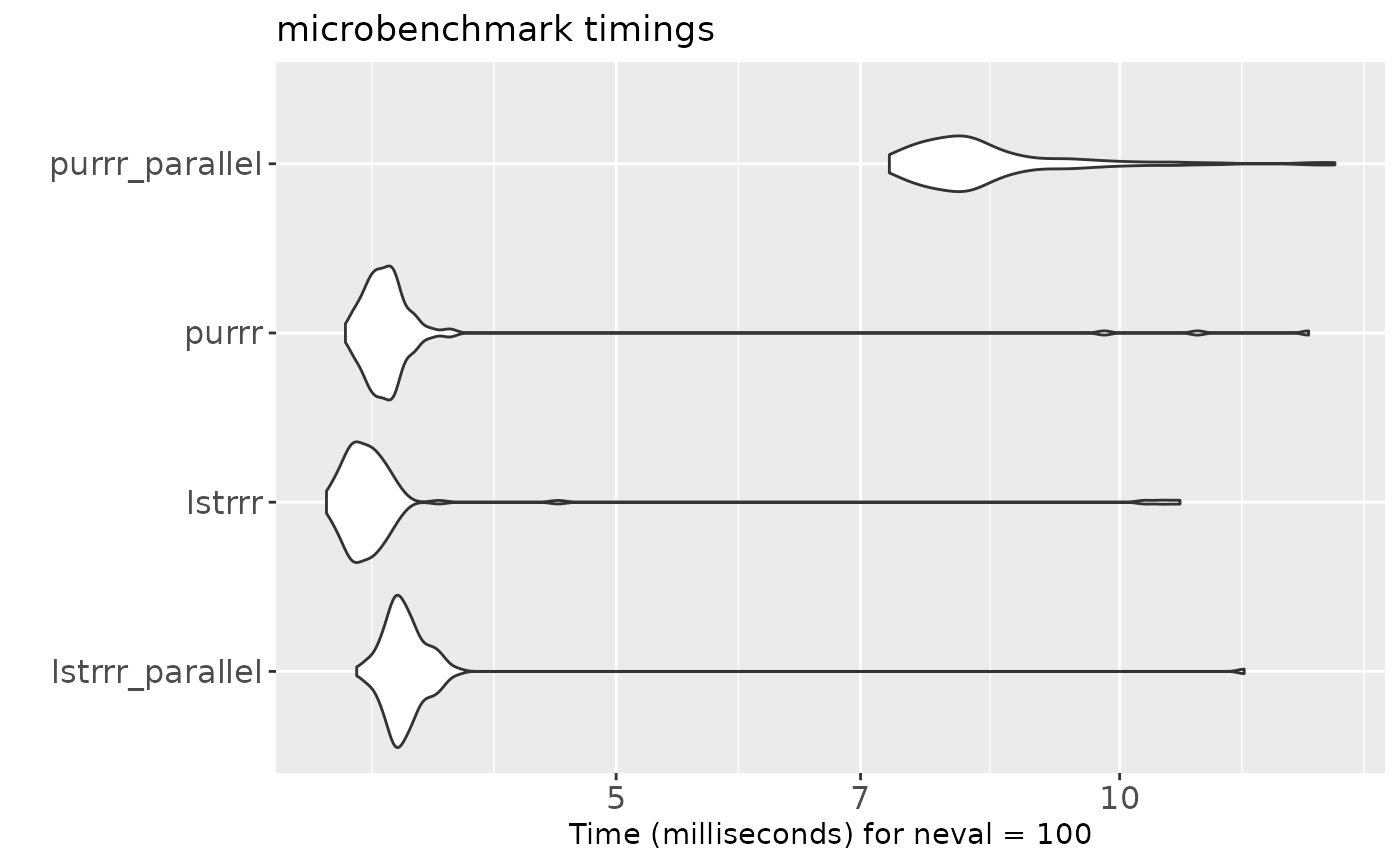 microbenchmark timings
purrr_parallel
purrr
lstrrr
lstrrr_parallel
5 7 10
Time (milliseconds) for neval = 100